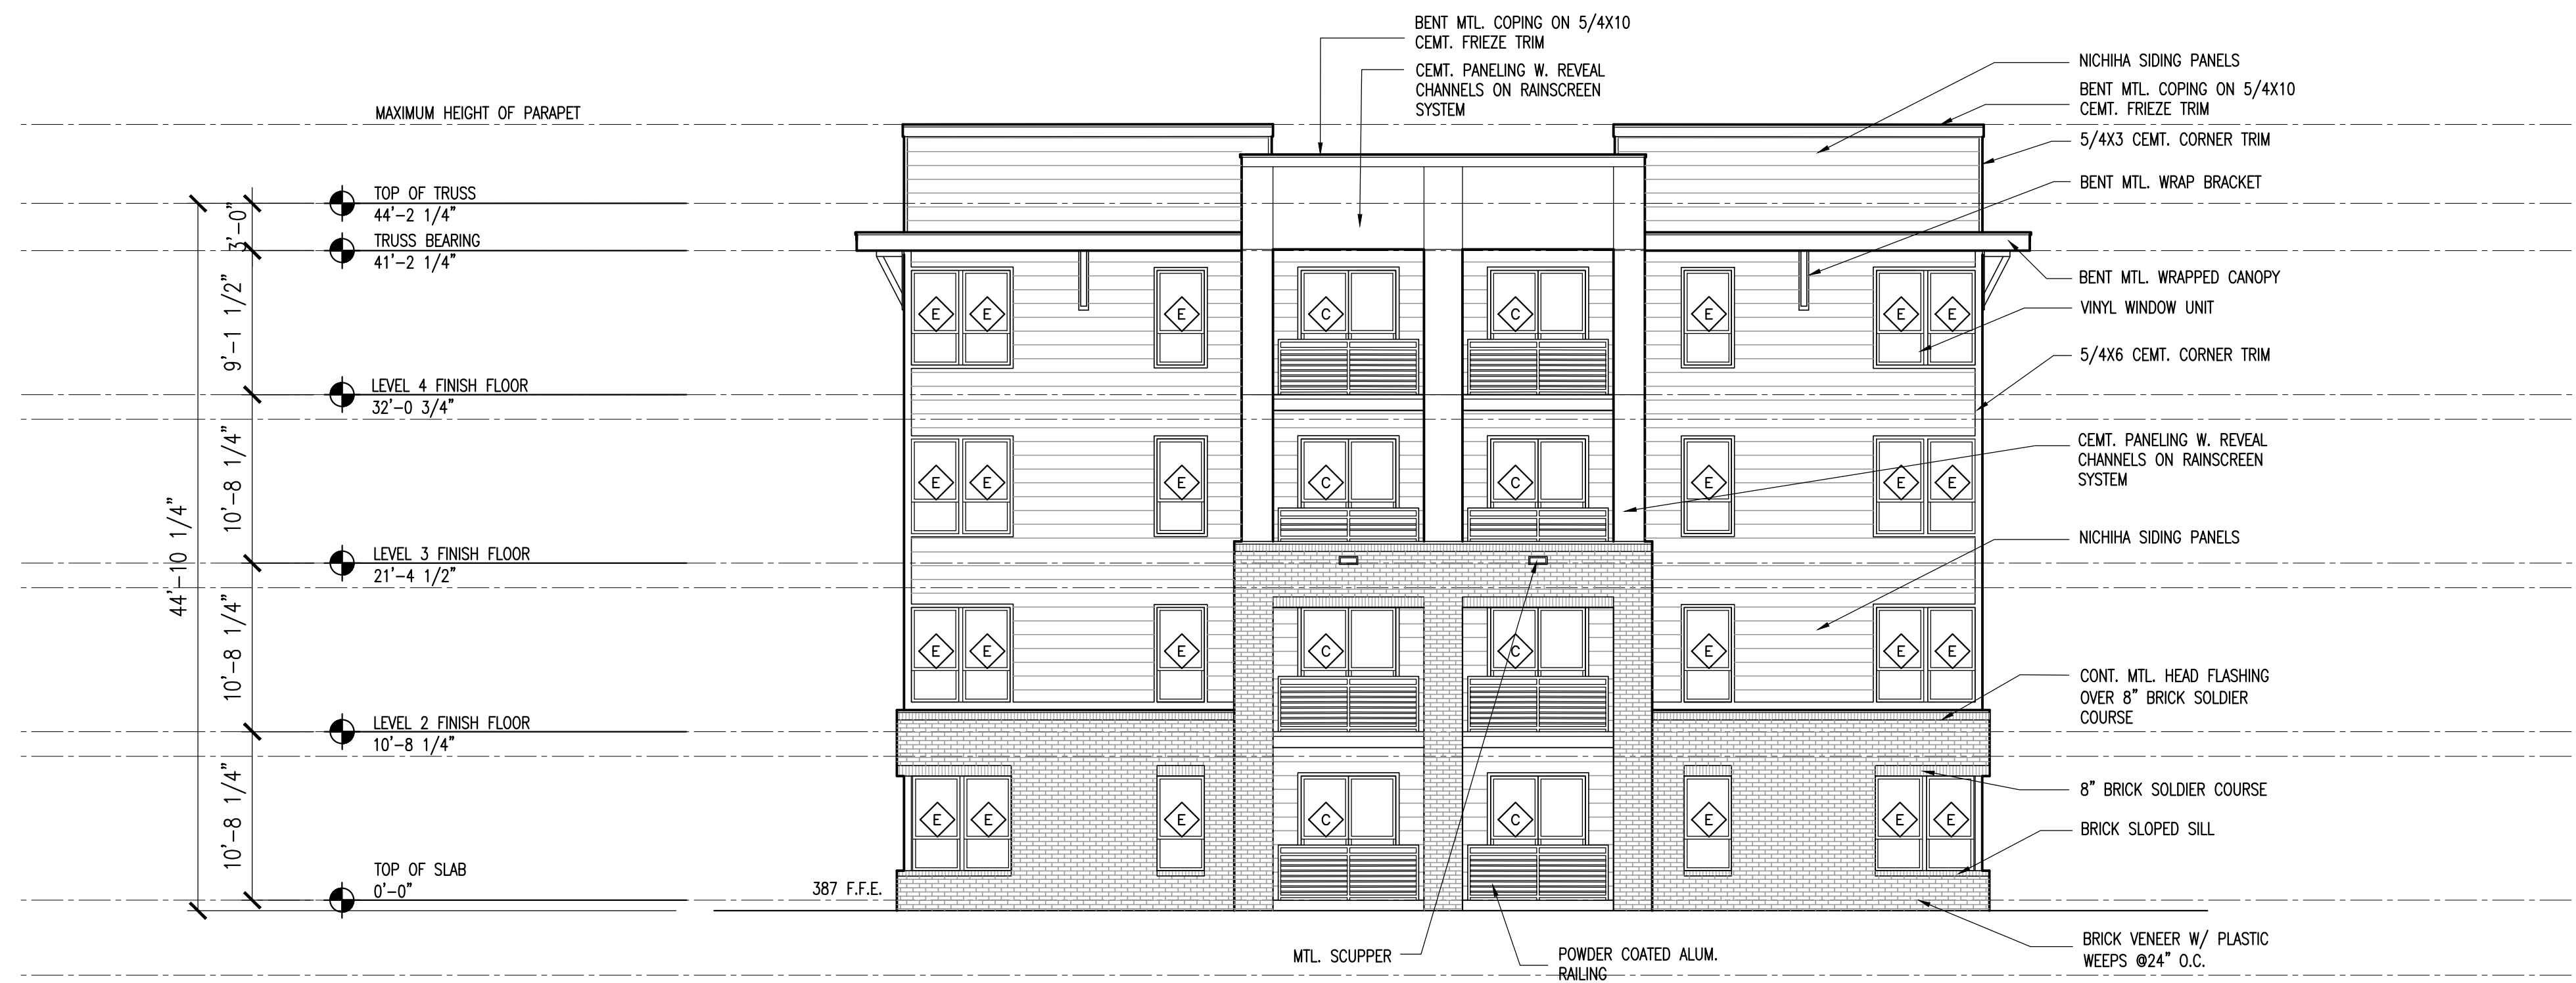 BENT MTL. COPING ON 5/4X10
CEMT. FRIEZE TRIM
CEMT. PANELING W. REVEAL
CHANNELS ON RAINSCREEN
SYSTEM
NICHIHA SIDING PANELS
BENT MTL. COPING ON 5/4X10
CEMT. FRIEZE TRIM
5/4X3 CEMT. CORNER TRIM
BENT MTL. WRAP BRACKET
BENT MTL. WRAPPED CANOPY
VINYL WINDOW UNIT
5/4X6 CEMT. CORNER TRIM
CEMT. PANELING W. REVEAL
CHANNELS ON RAINSCREEN
SYSTEM
NICHIHA SIDING PANELS
CONT. MTL. HEAD FLASHING
OVER 8" BRICK SOLDIER
COURSE
8" BRICK SOLDIER COURSE
BRICK SLOPED SILL
BRICK VENEER W/ PLASTIC
WEEPS @24" O.C.
MAXIMUM HEIGHT OF PARAPET
TOP OF TRUSS
44'-2 1/4"
TRUSS BEARING
41'-2 1/4"
LEVEL 4 FINISH FLOOR
32'-0 3/4"
LEVEL 3 FINISH FLOOR
21'-4 1/2"
LEVEL 2 FINISH FLOOR
10'-8 1/4"
TOP OF SLAB
0'-0"
3'-0"
9'-1 1/2"
10'-8 1/4"
10'-8 1/4"
10'-8 1/4"
44'-10 1/4"
387 F.F.E.
E E E C C E E E
E E E C C E E E
E E E C C E E E
E E E C C E E E
MTL. SCUPPER
POWDER COATED ALUM.
RAILING